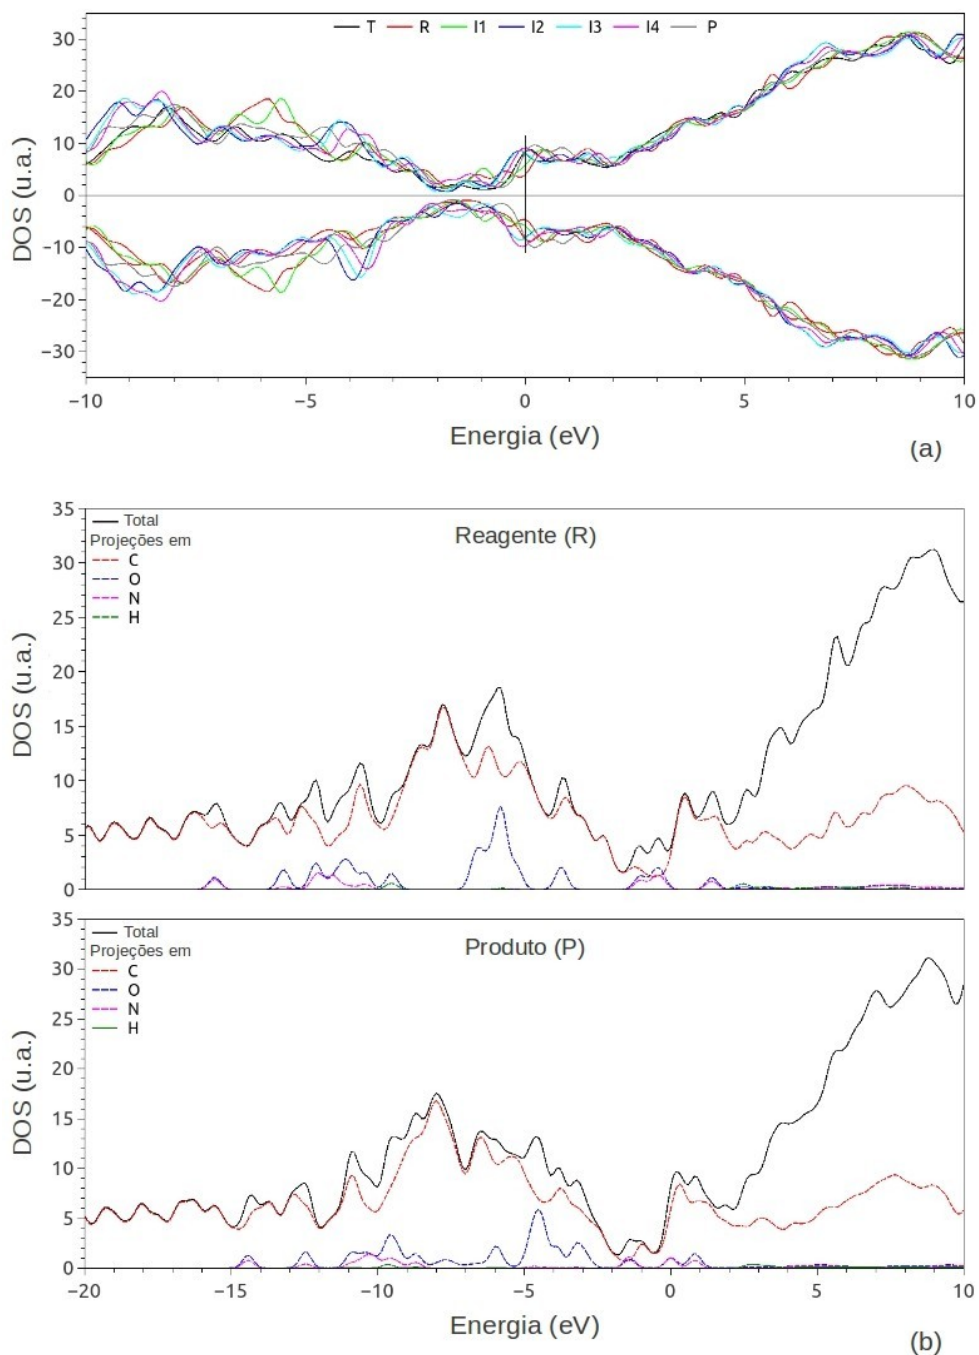 T R I1 I2 I3 I4 P
30
20
10
0
−10
−20
−30
DOS (u.a.)
−10 −5 0 5 10
Energia (eV)
(a)
35
30
25
20
15
10
5
0
DOS (u.a.)
Total
Projeções em
C
O
N
H
Reagente (R)
35
30
25
20
15
10
5
0
DOS (u.a.)
Total
Projeções em
C
O
N
H
Produto (P)
−20 −15 −10 −5 0 5 10
Energia (eV)
(b)